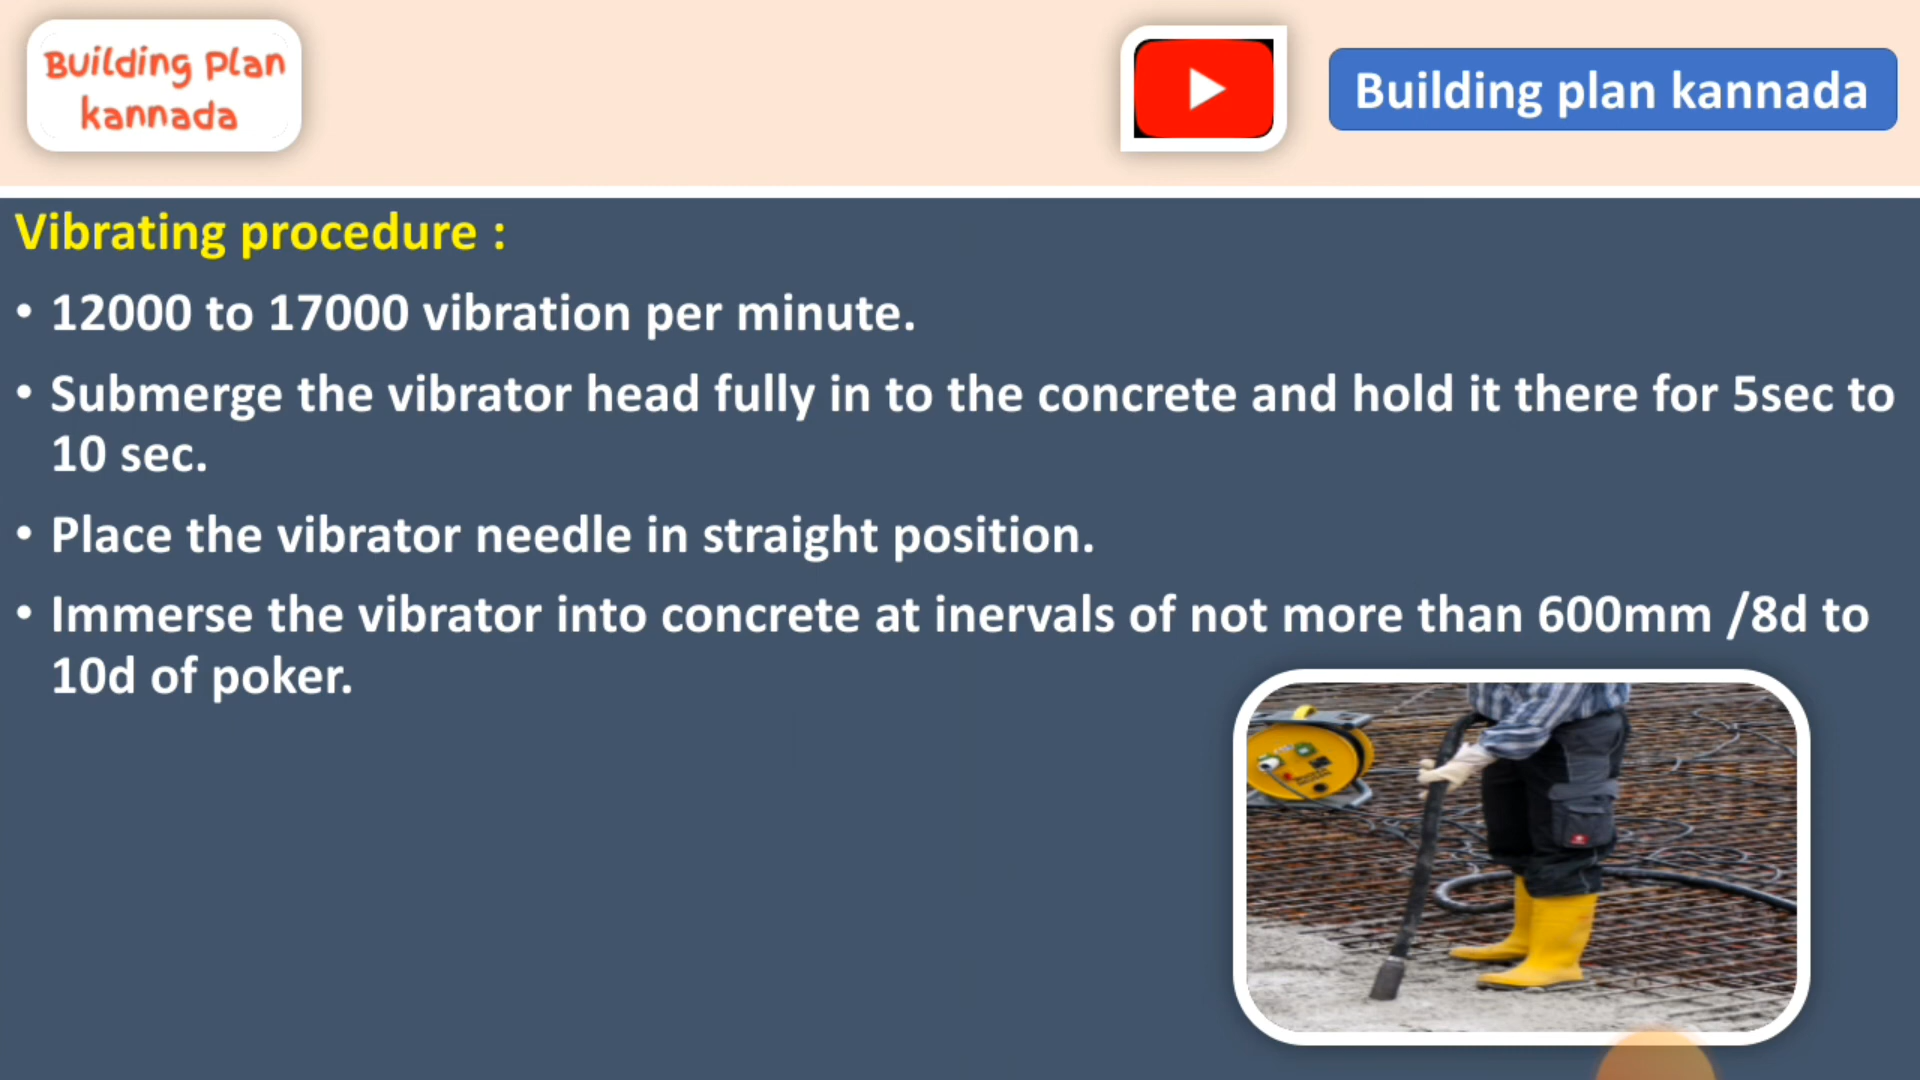 Building Plan
kannada
Building plan kannada
Vibrating procedure :
• 12000 to 17000 vibration per minute.
• Submerge the vibrator head fully in to the concrete and hold it there for 5sec to
10 sec.
• Place the vibrator needle in straight position.
• Immerse the vibrator into concrete at inervals of not more than 600mm /8d to
10d of poker.